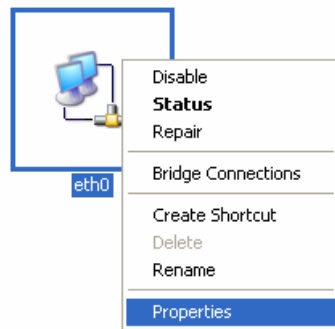 Disable
Status
Repair
Bridge Connections
eth0
Create Shortcut
Delete
Rename
Properties